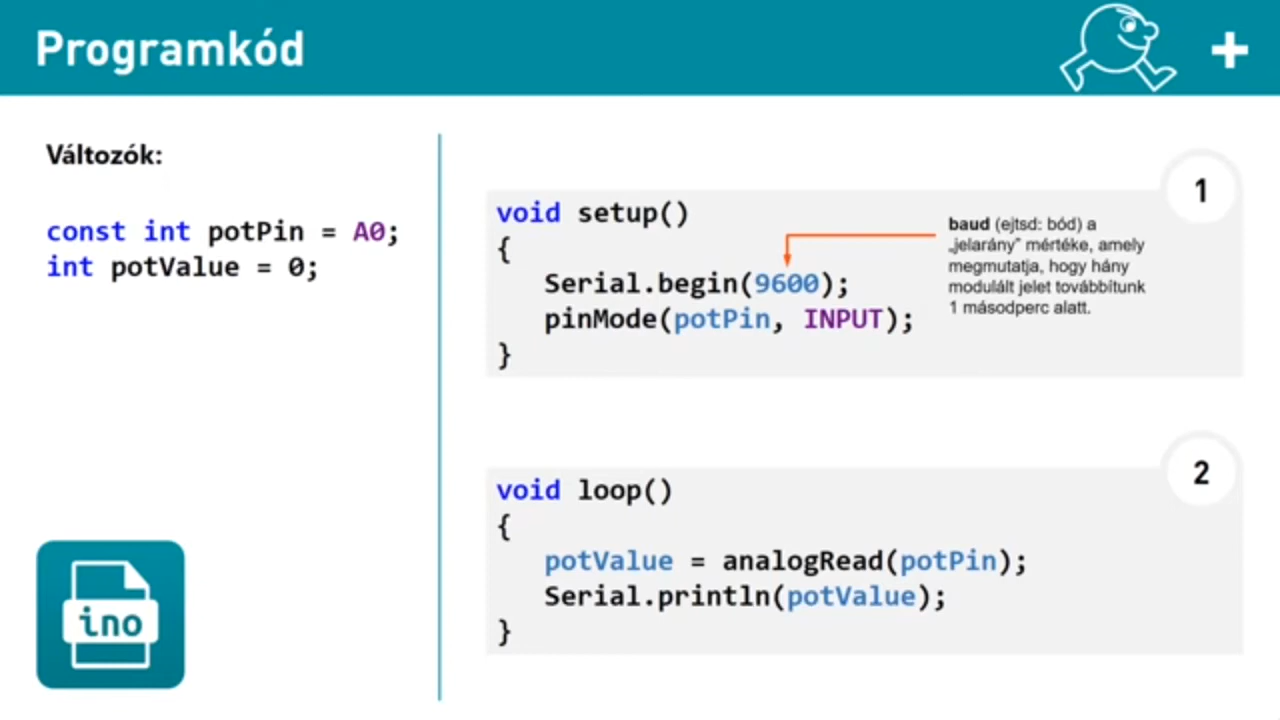 Programkód
Változók:
const int potPin = A0;
int potValue = 0;
1
void setup()
{
Serial.begin(9600);
pinMode(potPin, INPUT);
}
baud (ejtsd: bód) a
„jelarány” mértéke, amely
megmutatja, hogy hány
modulált jelet továbbítunk
1 másodperc alatt.
2
void loop()
{
potValue = analogRead(potPin);
Serial.println(potValue);
}
ino